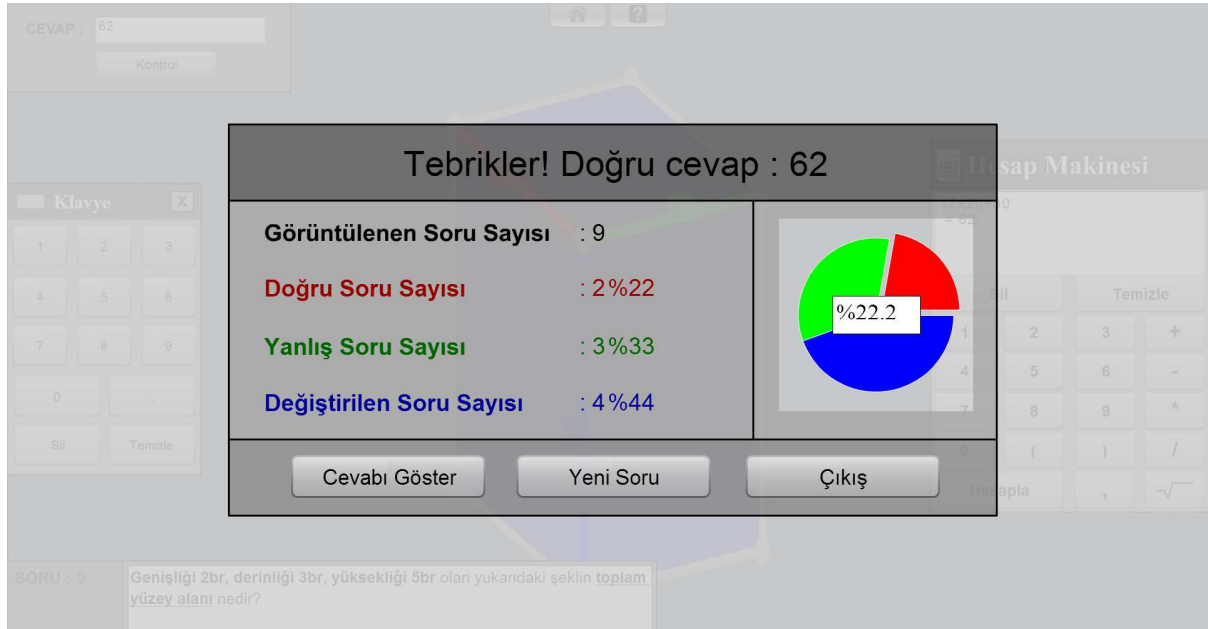 CEVAP :
62
Kontrol
?
Tebrikler! Doğru cevap : 62
Görüntülenen Soru Sayısı : 9
Doğru Soru Sayısı : 2 %22
Yanlış Soru Sayısı : 3 %33
Değiştirilen Soru Sayısı : 4 %44
%22.2
Cevabı Göster
Yeni Soru
Çıkış
Klavye X
1 2 3
4 5 6
7 8 9
0 .
Sil Temizle
Hesap Makinesi
= 62
Sil Temizle
1 2 3 +
4 5 6 -
7 8 9 *
0 ( ) /
Hesapla , √
SORU : 9
Genişliği 2br, derinliği 3br, yüksekliği 5br olan yukarıdaki şeklin toplam
yüzey alanı nedir?